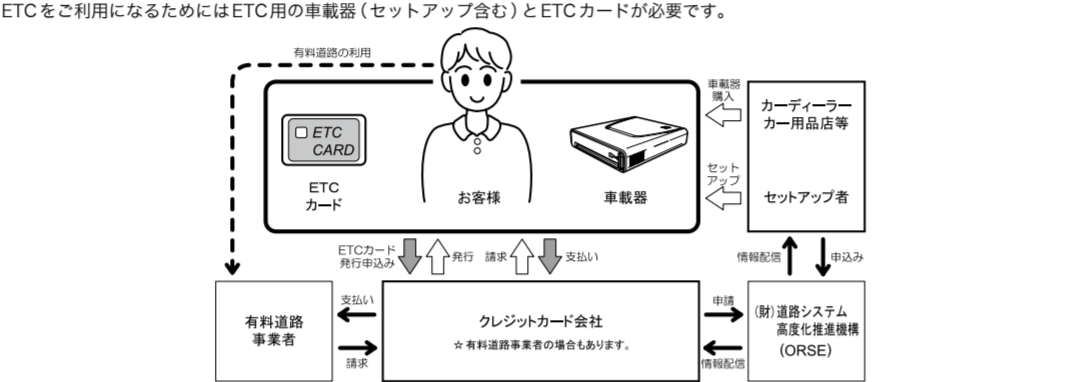 ETCをご利用になるためにはETC用の車載器（セットアップ含む）とETCカードが必要です。
有料道路の利用
ETC
CARD
ETC
カード
お客様
車載器
車載器
購入
セット
アップ
カーディーラー
カー用品店等
セットアップ者
ETCカード
発行申込み
発行
請求
支払い
情報配信
申込み
有料道路
事業者
支払い
請求
クレジットカード会社
☆有料道路事業者の場合もあります。
申請
情報配信
（財）道路システム
高度化推進機構
(ORSE)